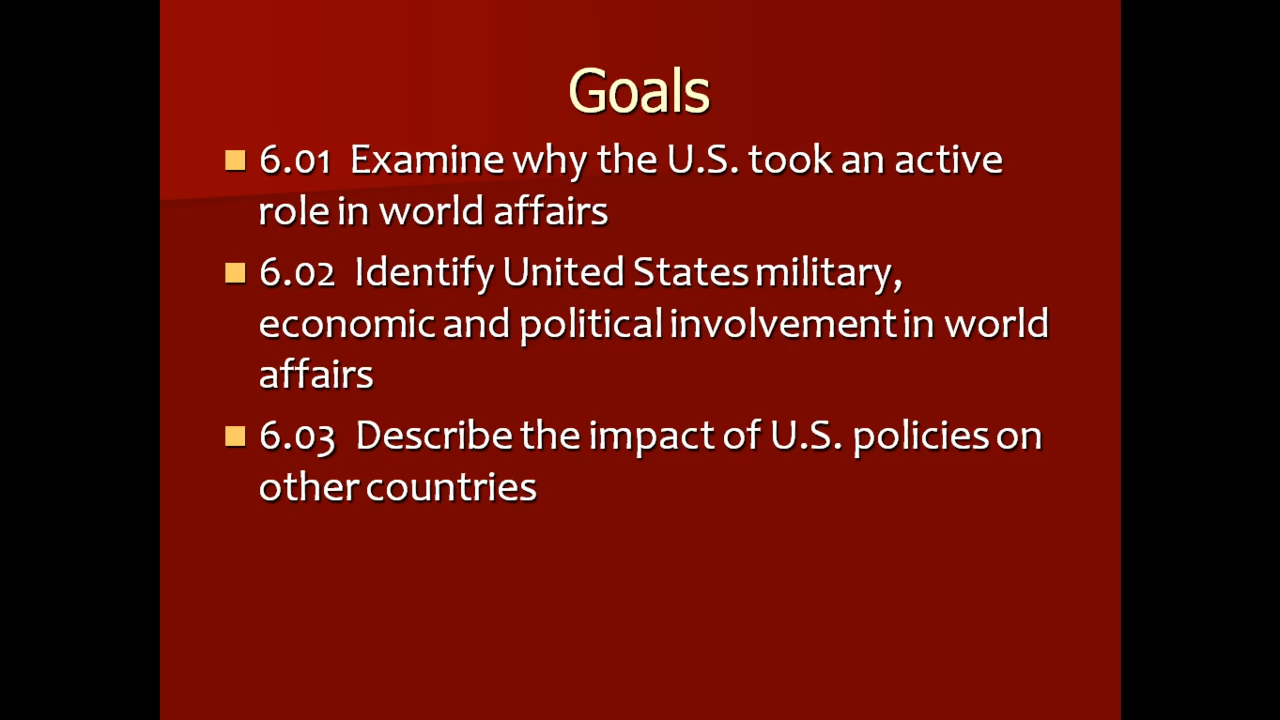 Goals
6.01 Examine why the U.S. took an active
role in world affairs
6.02 Identify United States military,
economic and political involvement in world
affairs
6.03 Describe the impact of U.S. policies on
other countries